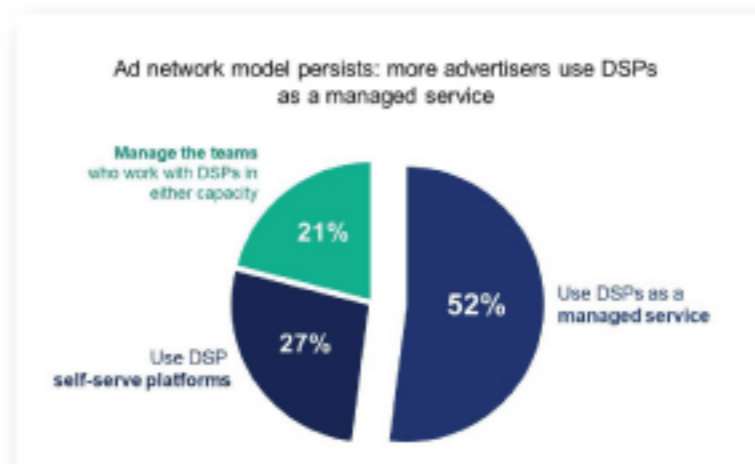 Ad network model persists: more advertisers use DSPs
as a managed service
Manage the teams
who work with DSPs in
either capacity
21%
52%
Use DSPs as a
managed service
27%
Use DSP
self-serve platforms